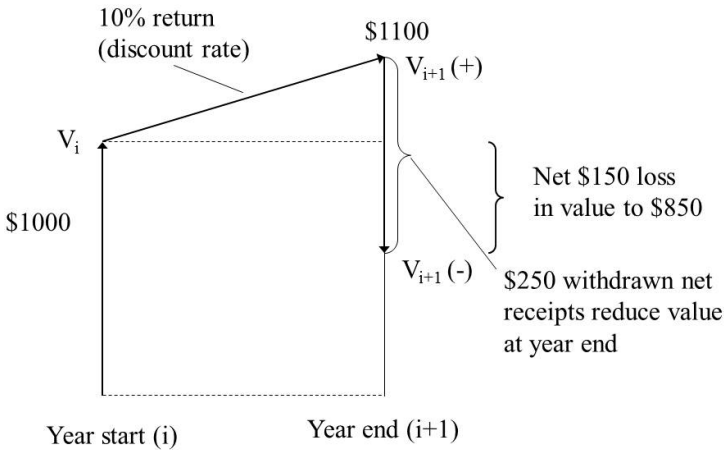 10% return
(discount rate)
$1100
V_{i+1} (+)
V_i
$1000
Net $150 loss
in value to $850
V_{i+1} (-)
$250 withdrawn net
receipts reduce value
at year end
Year start (i)
Year end (i+1)